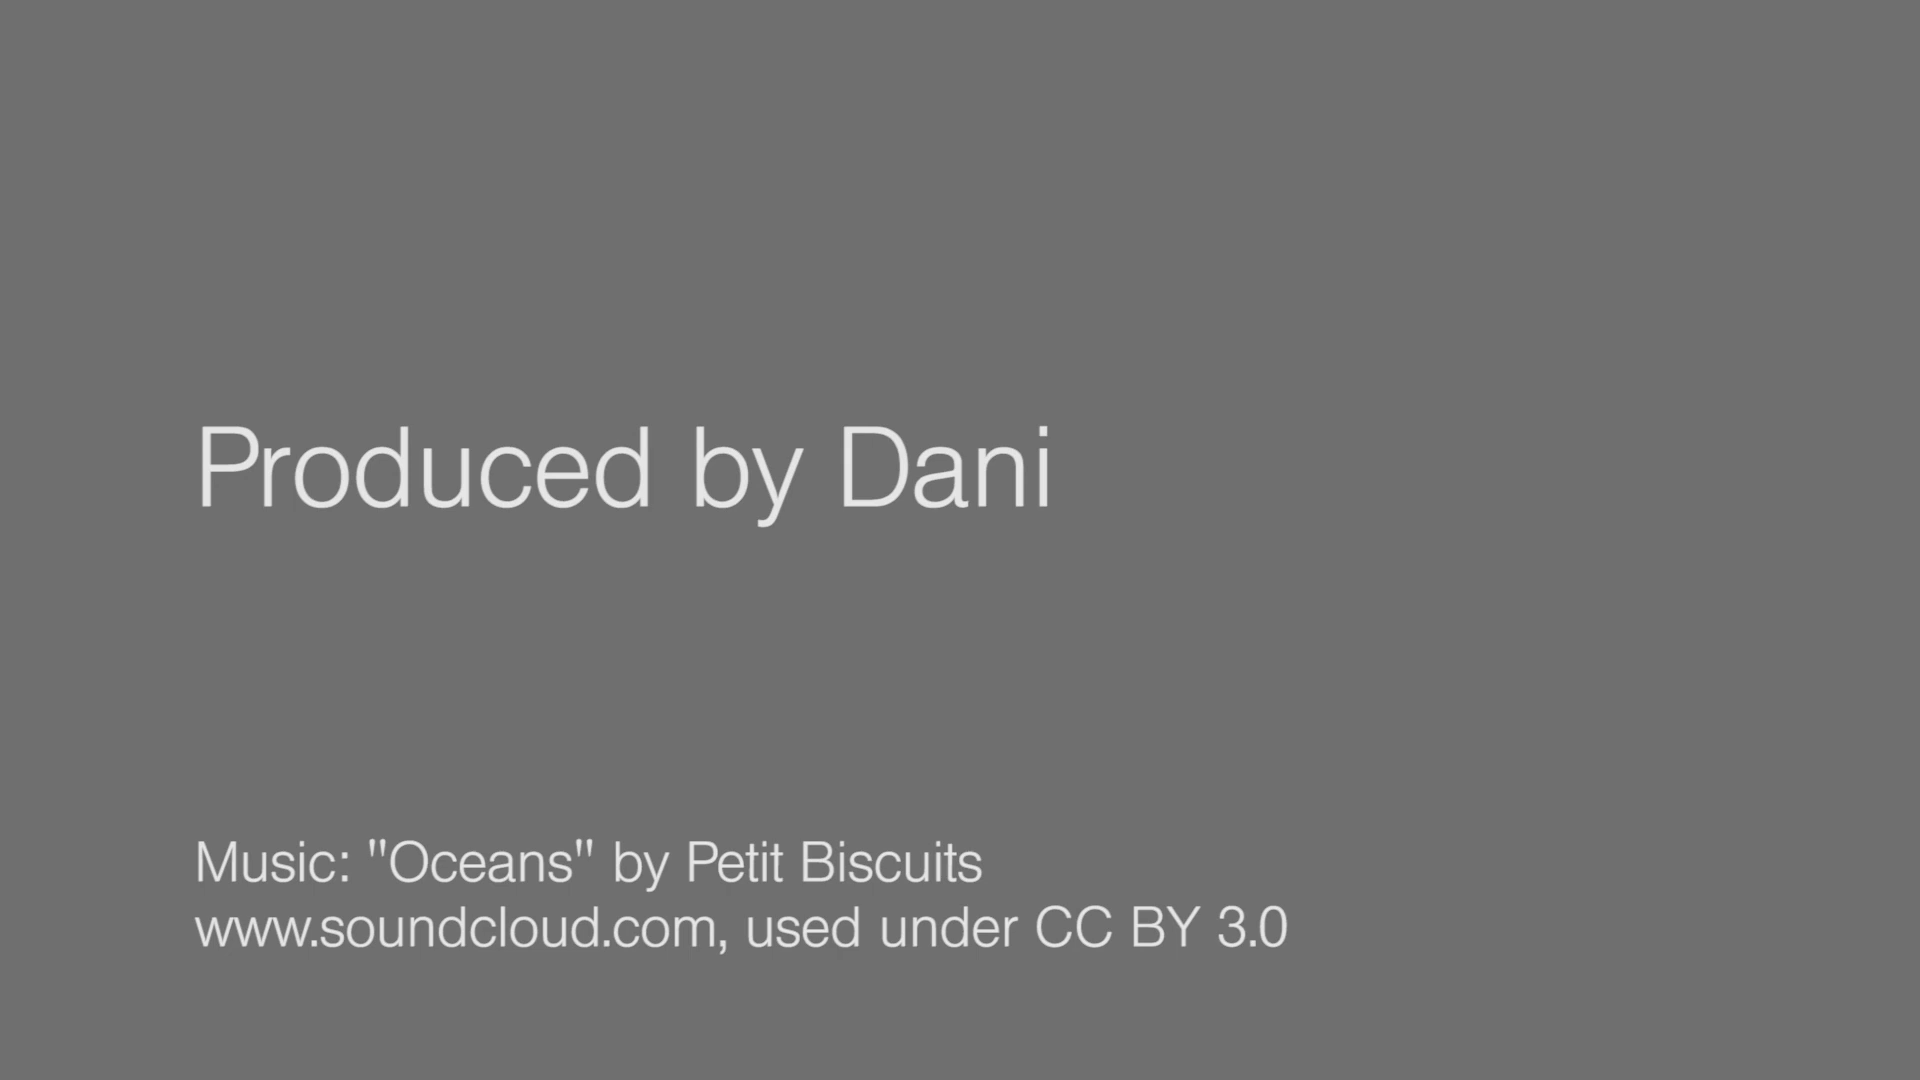 Produced by Dani
Music: "Oceans" by Petit Biscuits
www.soundcloud.com, used under CC BY 3.0